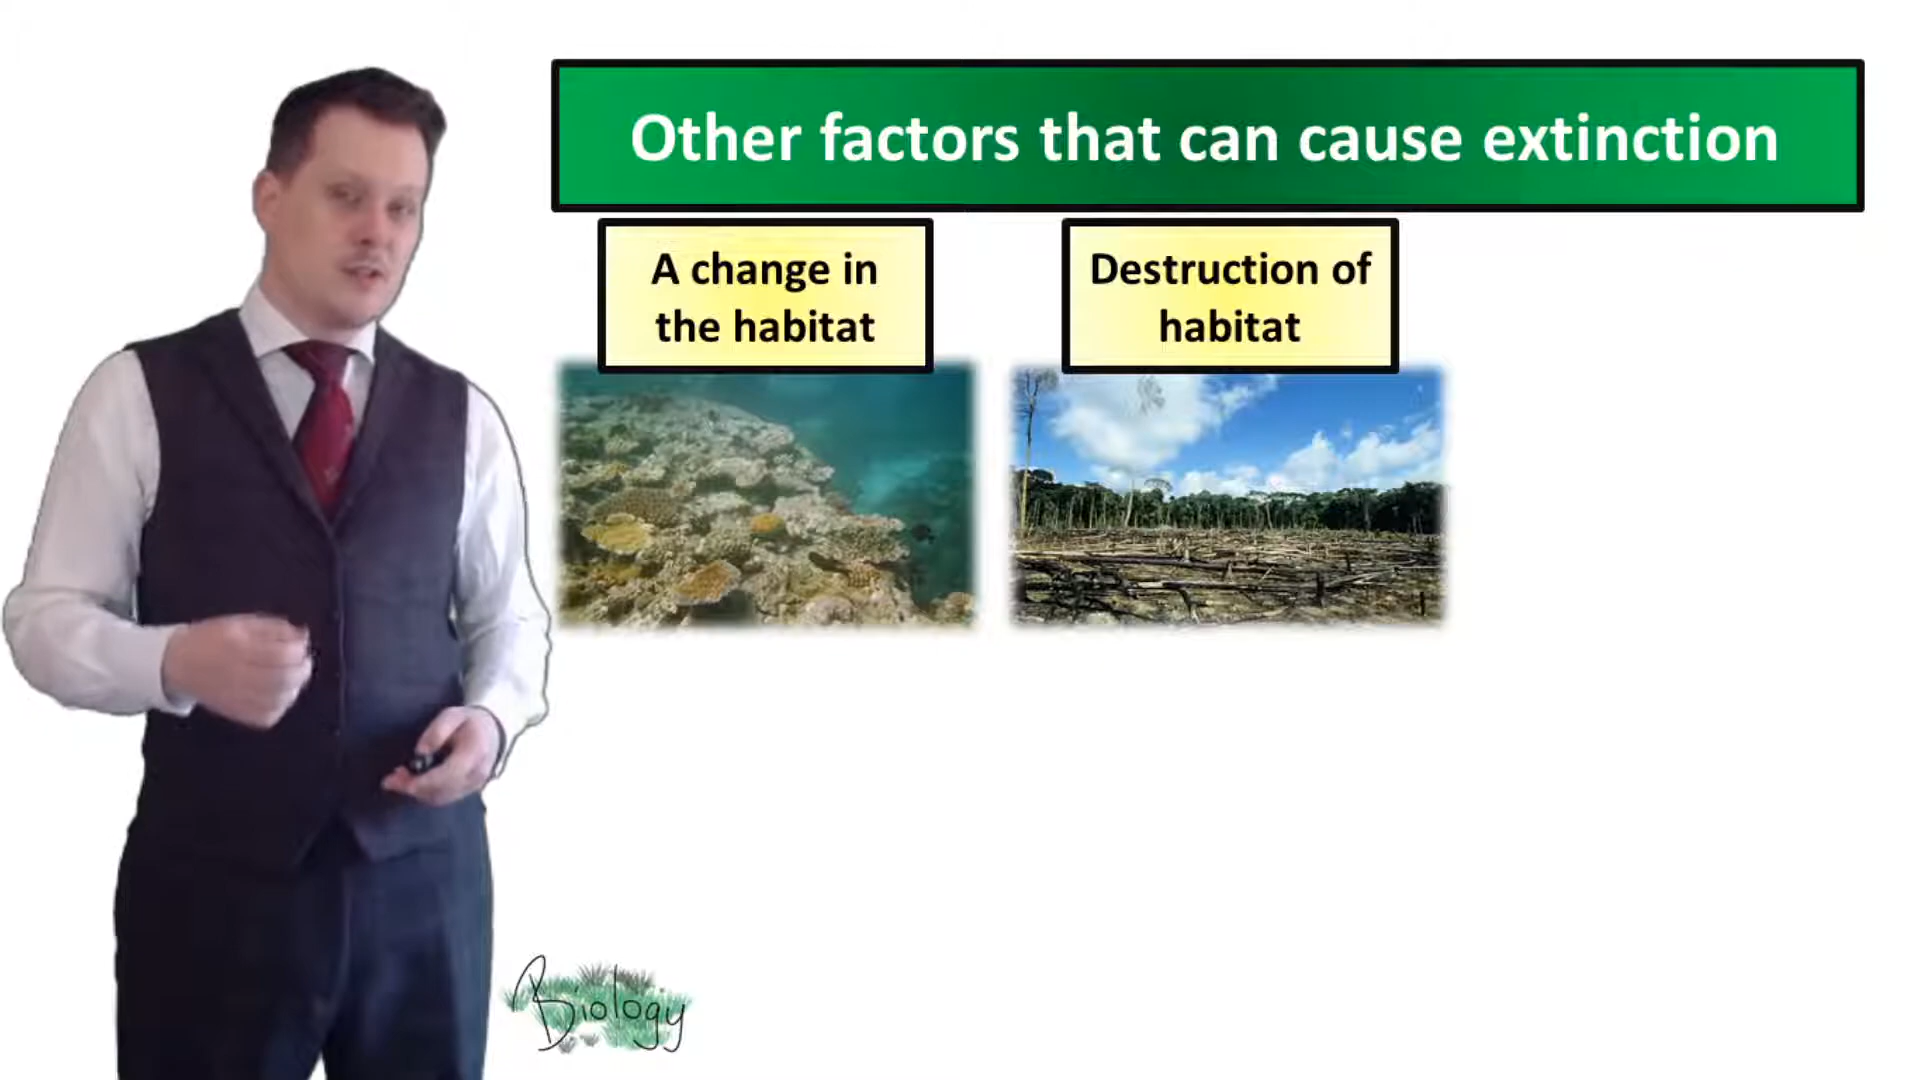 Other factors that can cause extinction
A change in
the habitat
Destruction of
habitat
Biology